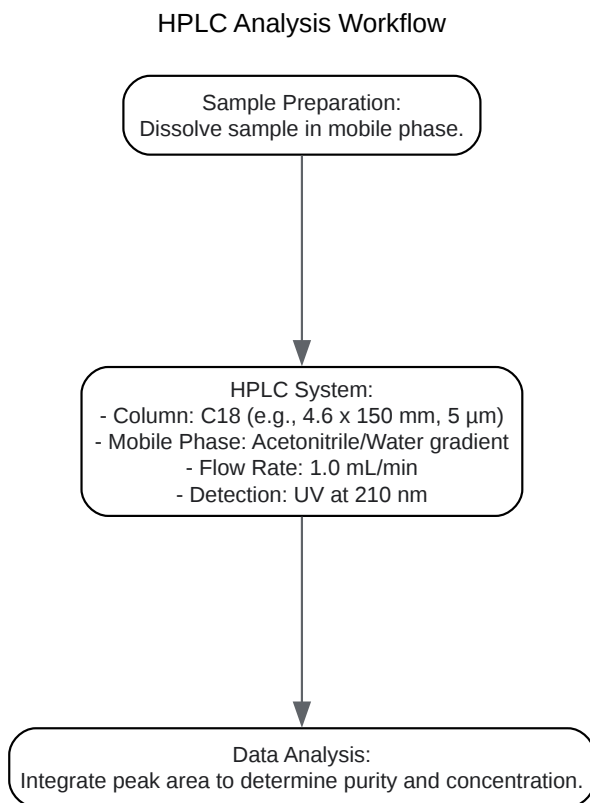 HPLC Analysis Workflow
Sample Preparation:
Dissolve sample in mobile phase.
HPLC System:
- Column: C18 (e.g., 4.6 x 150 mm, 5 µm)
- Mobile Phase: Acetonitrile/Water gradient
- Flow Rate: 1.0 mL/min
- Detection: UV at 210 nm
Data Analysis:
Integrate peak area to determine purity and concentration.